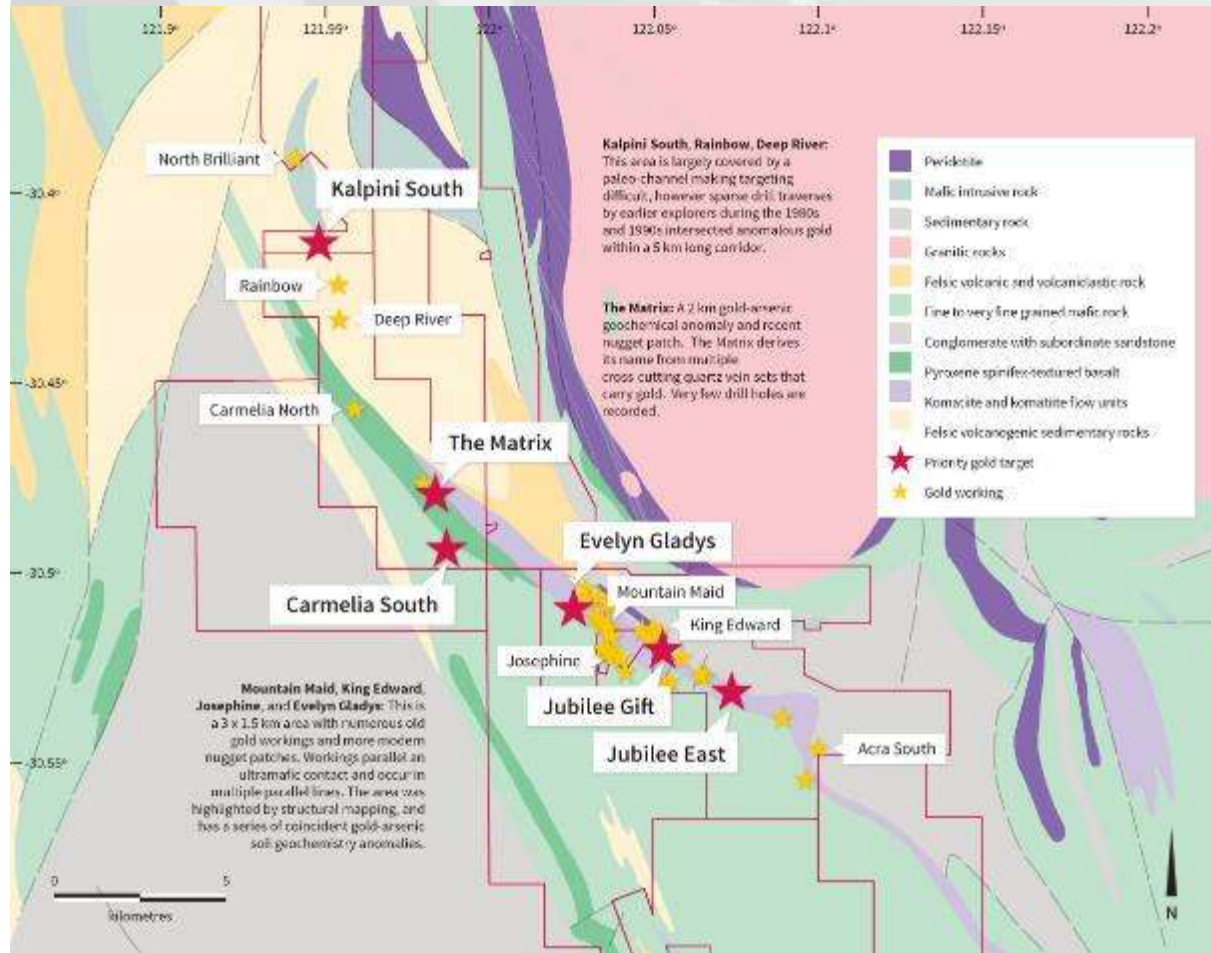 121.9°
121.99°
122°
122.05°
122.1°
122.19°
122.2°
-30.4°
-30.45°
-30.5°
-30.55°
North Brilliant
Kalpini South
Rainbow
Deep River
Carmelia North
The Matrix
Carmelia South
Evelyn Gladys
Mountain Maid
King Edward
Josephine
Jubilee Gift
Jubilee East
Acra South
Kalpini South, Rainbow, Deep River:
This area is largely covered by a
paleo-channel making targeting
difficult, however sparse drill traverses
by earlier explorers during the 1980s
and 1990s intersected anomalous gold
within a 5 km long corridor.
The Matrix: A 2 km gold-arsenic
geochemical anomaly and recent
nugget patch. The Matrix derives
its name from multiple
cross-cutting quartz vein sets that
carry gold. Very few drill holes are
recorded.
Mountain Maid, King Edward,
Josephine, and Evelyn Gladys: This is
a 3 x 1.5 km area with numerous old
gold workings and more modern
nugget patches. Workings parallel an
ultramafic contact and occur in
multiple parallel lines. The area was
highlighted by structural mapping, and
has a series of coincident gold-arsenic
soil geochemistry anomalies.
Peridotite
Mafic intrusive rock
Sedimentary rock
Granitic rocks
Felsic volcanic and volcaniclastic rock
Fine to very fine grained mafic rock
Conglomerate with subordinate sandstone
Pyroxene spinifex-textured basalt
Komatiite and komatiite flow units
Felsic volcanogenic sedimentary rocks
Priority gold target
Gold working
0 5
kilometres
N